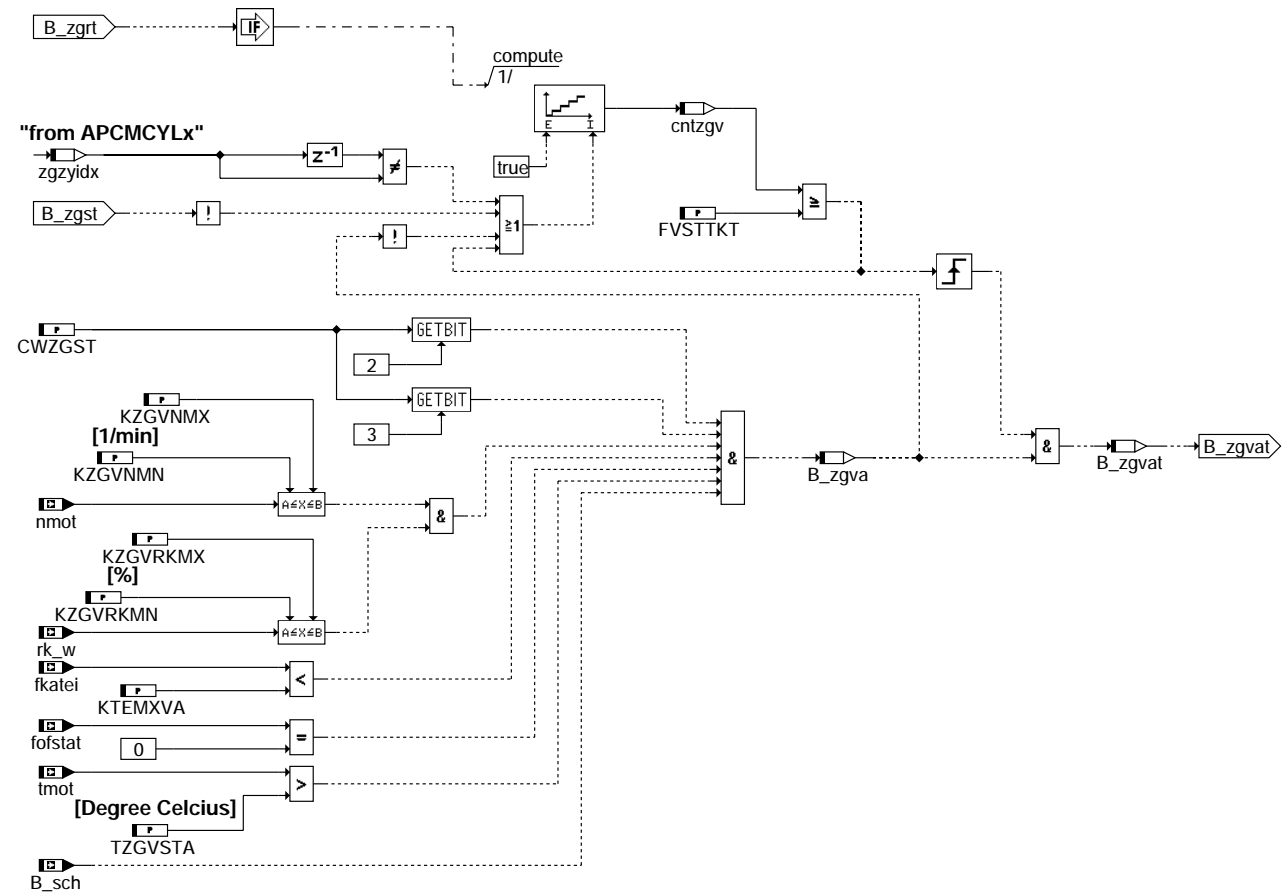 B_zgrt
IF
compute
1/
E I
cntzgv
"from APCMCYLx"
zgzyidx
z-1
≠
true
B_zgst
!
≥1
P
FVSTTKT
≥
!
P
CWZGST
GETBIT
2
GETBIT
3
P
KZGVNMX
[1/min]
P
KZGVNMN
nmot
A≤X≤B
&
&
P
B_zgva
&
B_zgvat
B_zgvat
KZGVRKMX
[%]
P
KZGVRKMN
rk_w
A≤X≤B
fkatei
<
P
KTEMXVA
fofstat
0
=
tmot
>
[Degree Celcius]
P
TZGVSTA
B_sch